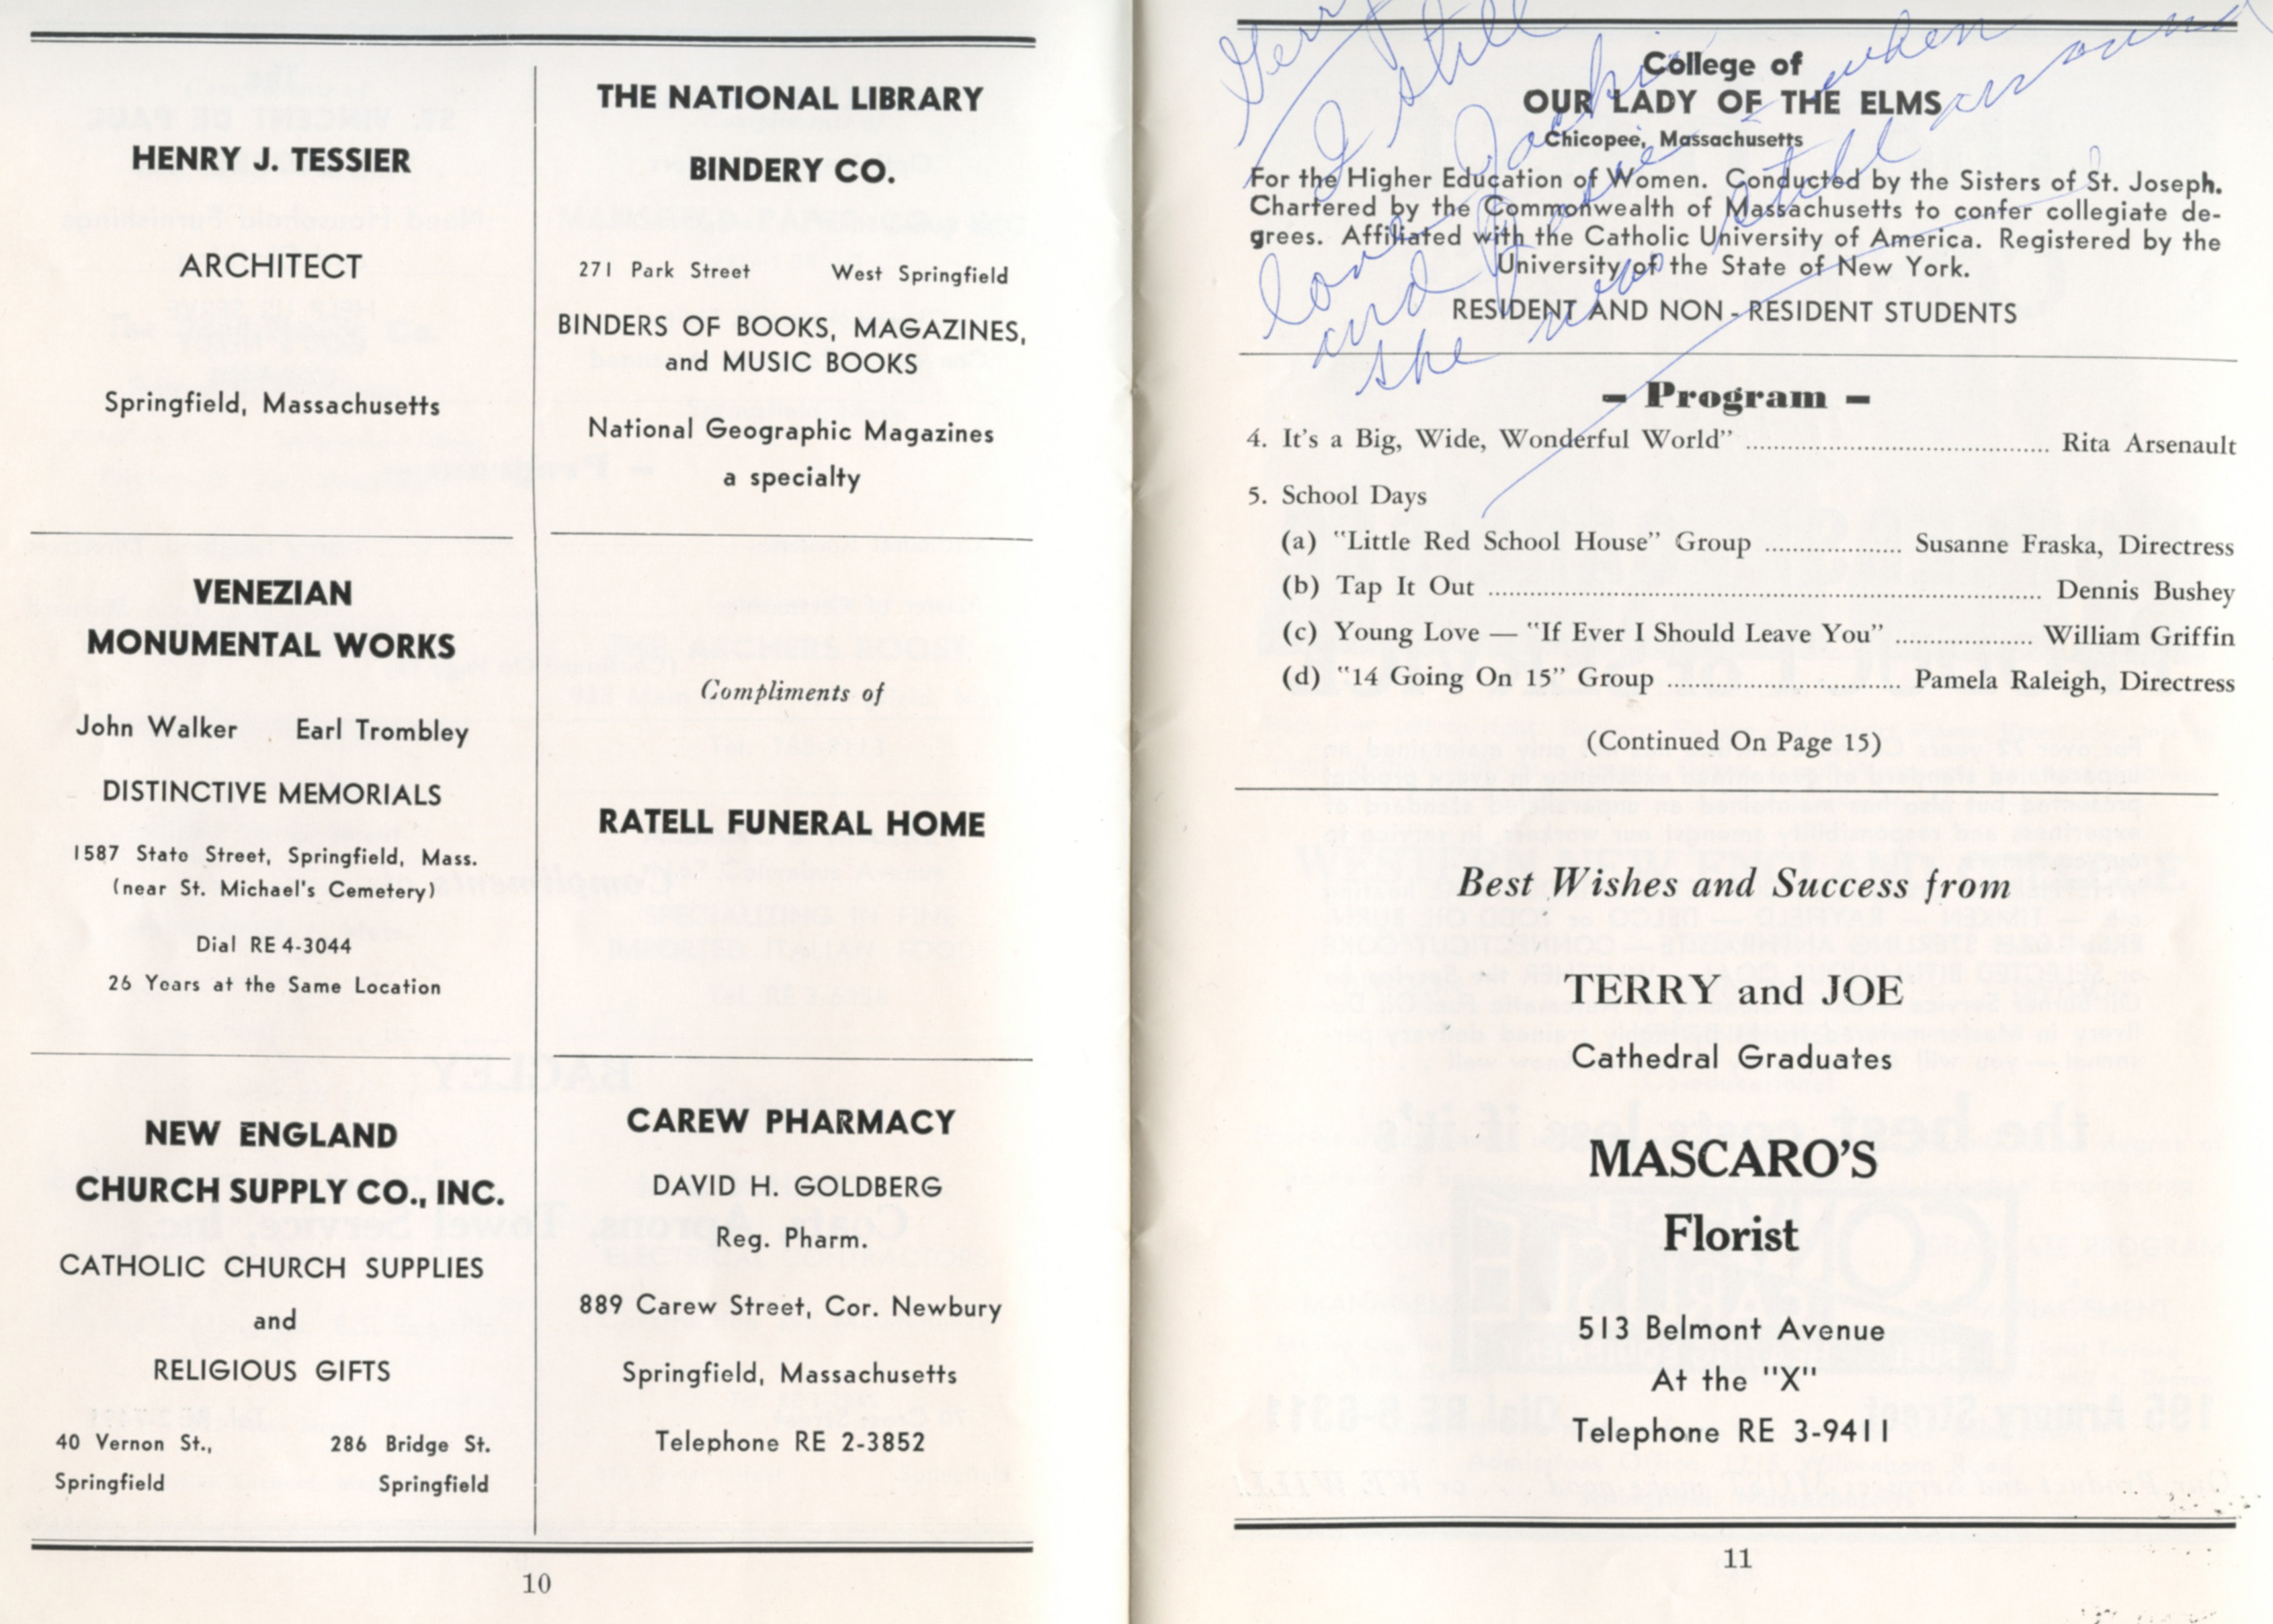 HENRY J. TESSIER
ARCHITECT
Springfield, Massachusetts
VENEZIAN
MONUMENTAL WORKS
John Walker Earl Trombley
DISTINCTIVE MEMORIALS
1587 State Street, Springfield, Mass.
(near St. Michael's Cemetery)
Dial RE 4-3044
26 Years at the Same Location
NEW ENGLAND
CHURCH SUPPLY CO., INC.
CATHOLIC CHURCH SUPPLIES
and
RELIGIOUS GIFTS
40 Vernon St., 286 Bridge St.
Springfield Springfield
THE NATIONAL LIBRARY
BINDERY CO.
271 Park Street West Springfield
BINDERS OF BOOKS, MAGAZINES,
and MUSIC BOOKS
National Geographic Magazines
a specialty
Compliments of
RATELL FUNERAL HOME
CAREW PHARMACY
DAVID H. GOLDBERG
Reg. Pharm.
889 Carew Street, Cor. Newbury
Springfield, Massachusetts
Telephone RE 2-3852
10
Gerry
I still
love Jackie
and when
she was still around
College of
OUR LADY OF THE ELMS
Chicopee, Massachusetts
For the Higher Education of Women. Conducted by the Sisters of St. Joseph.
Chartered by the Commonwealth of Massachusetts to confer collegiate de-
grees. Affiliated with the Catholic University of America. Registered by the
University of the State of New York.
RESIDENT AND NON - RESIDENT STUDENTS
– Program –
4. It's a Big, Wide, Wonderful World" ........................ Rita Arsenault
5. School Days
(a) "Little Red School House" Group ................... Susanne Fraska, Directress
(b) Tap It Out ........................ Dennis Bushey
(c) Young Love — "If Ever I Should Leave You" ................... William Griffin
(d) "14 Going On 15" Group ........................ Pamela Raleigh, Directress
(Continued On Page 15)
Best Wishes and Success from
TERRY and JOE
Cathedral Graduates
MASCARO'S
Florist
513 Belmont Avenue
At the "X"
Telephone RE 3-9411
11